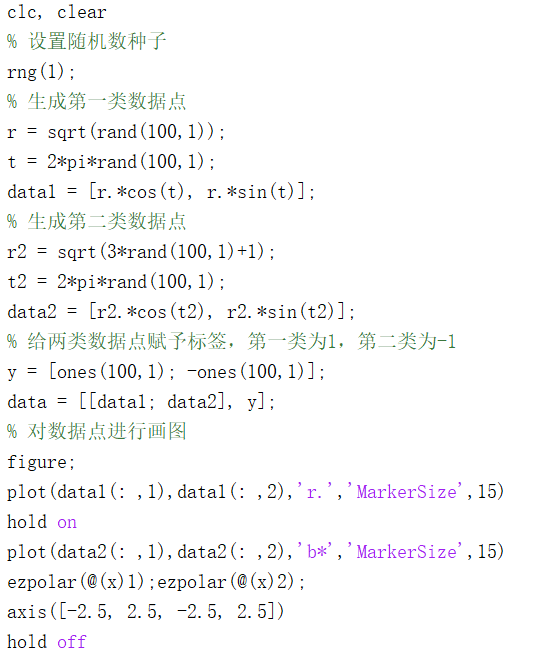 clc, clear
% 设置随机数种子
rng(1);
% 生成第一类数据点
r = sqrt(rand(100,1));
t = 2*pi*rand(100,1);
data1 = [r.*cos(t), r.*sin(t)];
% 生成第二类数据点
r2 = sqrt(3*rand(100,1)+1);
t2 = 2*pi*rand(100,1);
data2 = [r2.*cos(t2), r2.*sin(t2)];
% 给两类数据点赋予标签，第一类为1，第二类为-1
y = [ones(100,1); -ones(100,1)];
data = [[data1; data2], y];
% 对数据点进行画图
figure;
plot(data1(: ,1),data1(: ,2),'r.','MarkerSize',15)
hold on
plot(data2(: ,1),data2(: ,2),'b*','MarkerSize',15)
ezpolar(@(x)1);ezpolar(@(x)2);
axis([-2.5, 2.5, -2.5, 2.5])
hold off